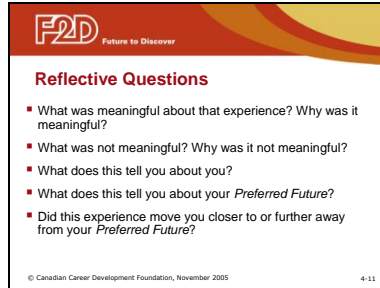 F2D Future to Discover
Reflective Questions
▪ What was meaningful about that experience? Why was it
meaningful?
▪ What was not meaningful? Why was it not meaningful?
▪ What does this tell you about you?
▪ What does this tell you about your Preferred Future?
▪ Did this experience move you closer to or further away
from your Preferred Future?
© Canadian Career Development Foundation, November 2005 4-11